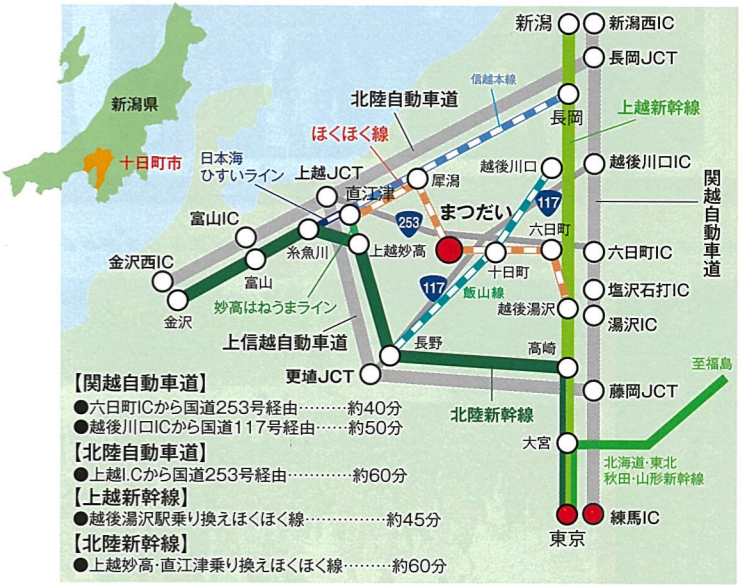 新潟県
十日町市
新潟
新潟西IC
長岡JCT
信越本線
北陸自動車道
長岡
上越新幹線
ほくほく線
日本海
ひすいライン
上越JCT
直江津
犀潟
越後川口
越後川口IC
関越自動車道
富山IC
まつだい
117
253
六日町
金沢西IC
糸魚川
上越妙高
十日町
六日町IC
富山
117
飯山線
塩沢石打IC
金沢
妙高はねうまライン
越後湯沢
湯沢IC
上信越自動車道
長野
高崎
更埴JCT
至福島
藤岡JCT
北陸新幹線
大宮
北海道・東北
秋田・山形新幹線
東京
練馬IC
【関越自動車道】
●六日町ICから国道253号経由………約40分
●越後川口ICから国道117号経由……約50分
【北陸自動車道】
●上越I.Cから国道253号経由…………約60分
【上越新幹線】
●越後湯沢駅乗り換えほくほく線……………約45分
【北陸新幹線】
●上越妙高・直江津乗り換えほくほく線………約60分